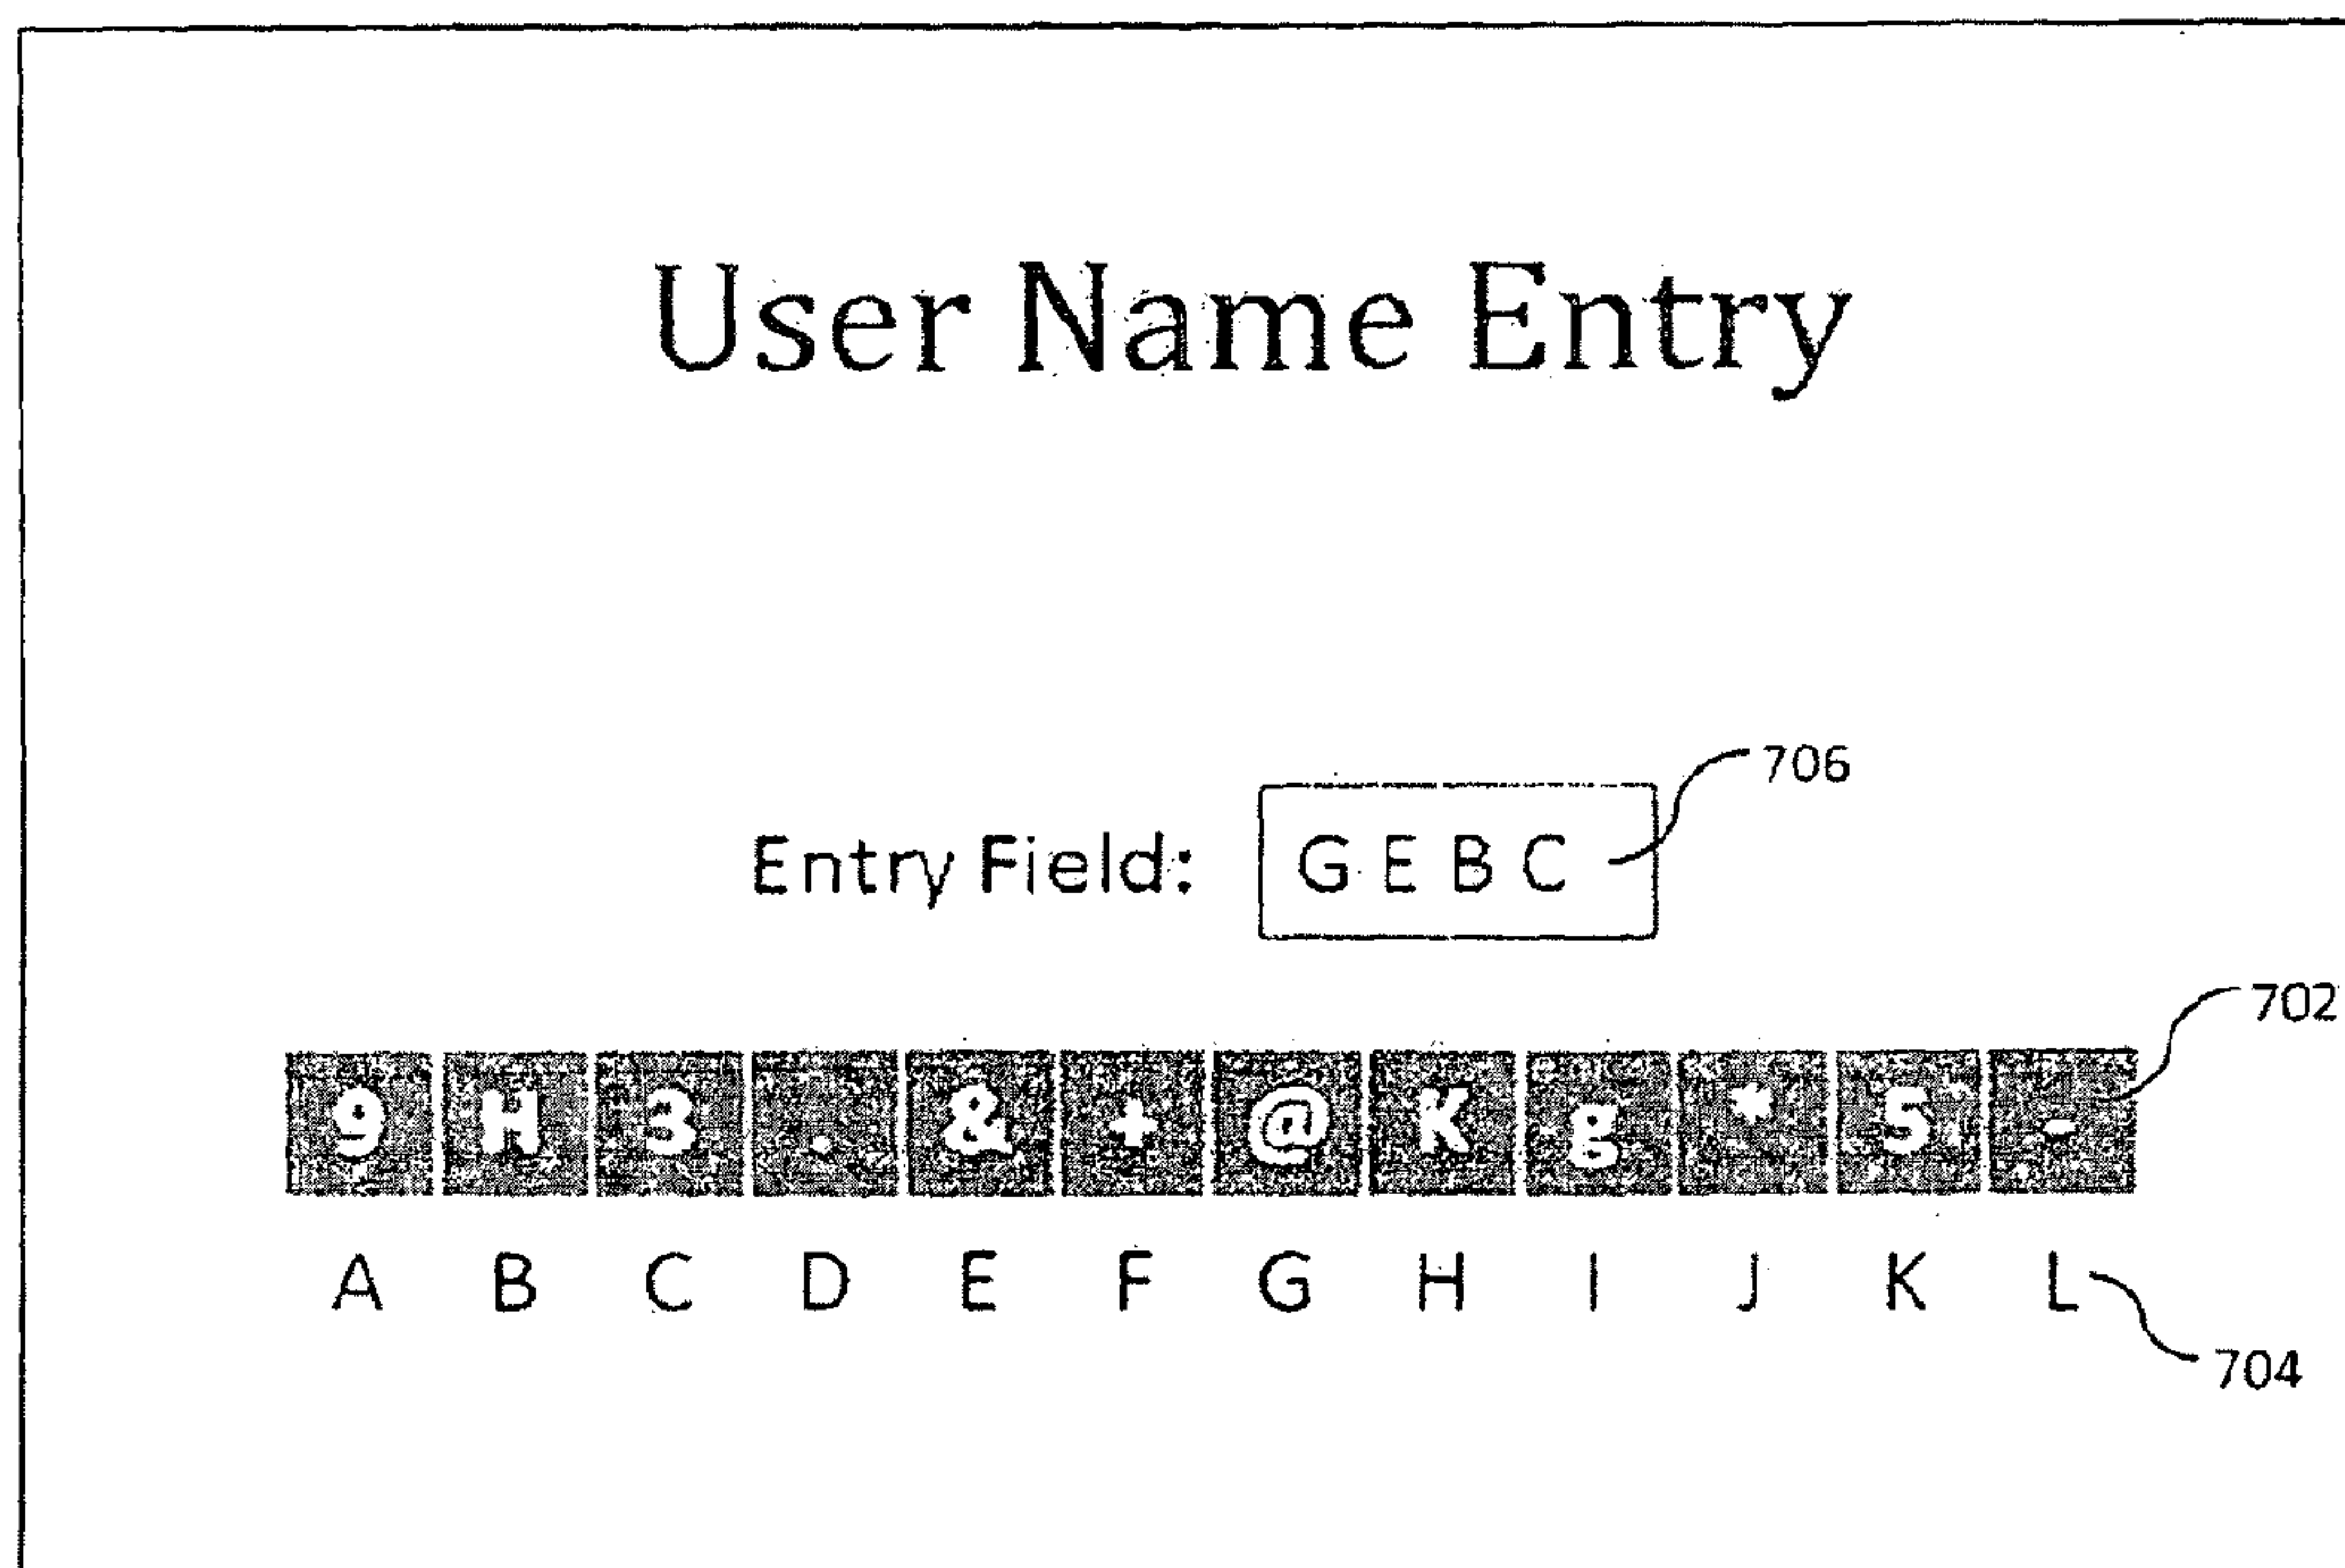 User Name Entry
706
Entry Field: G E B C
702
9 H 3 . & + @ K g * 5 -
A B C D E F G H I J K L
704